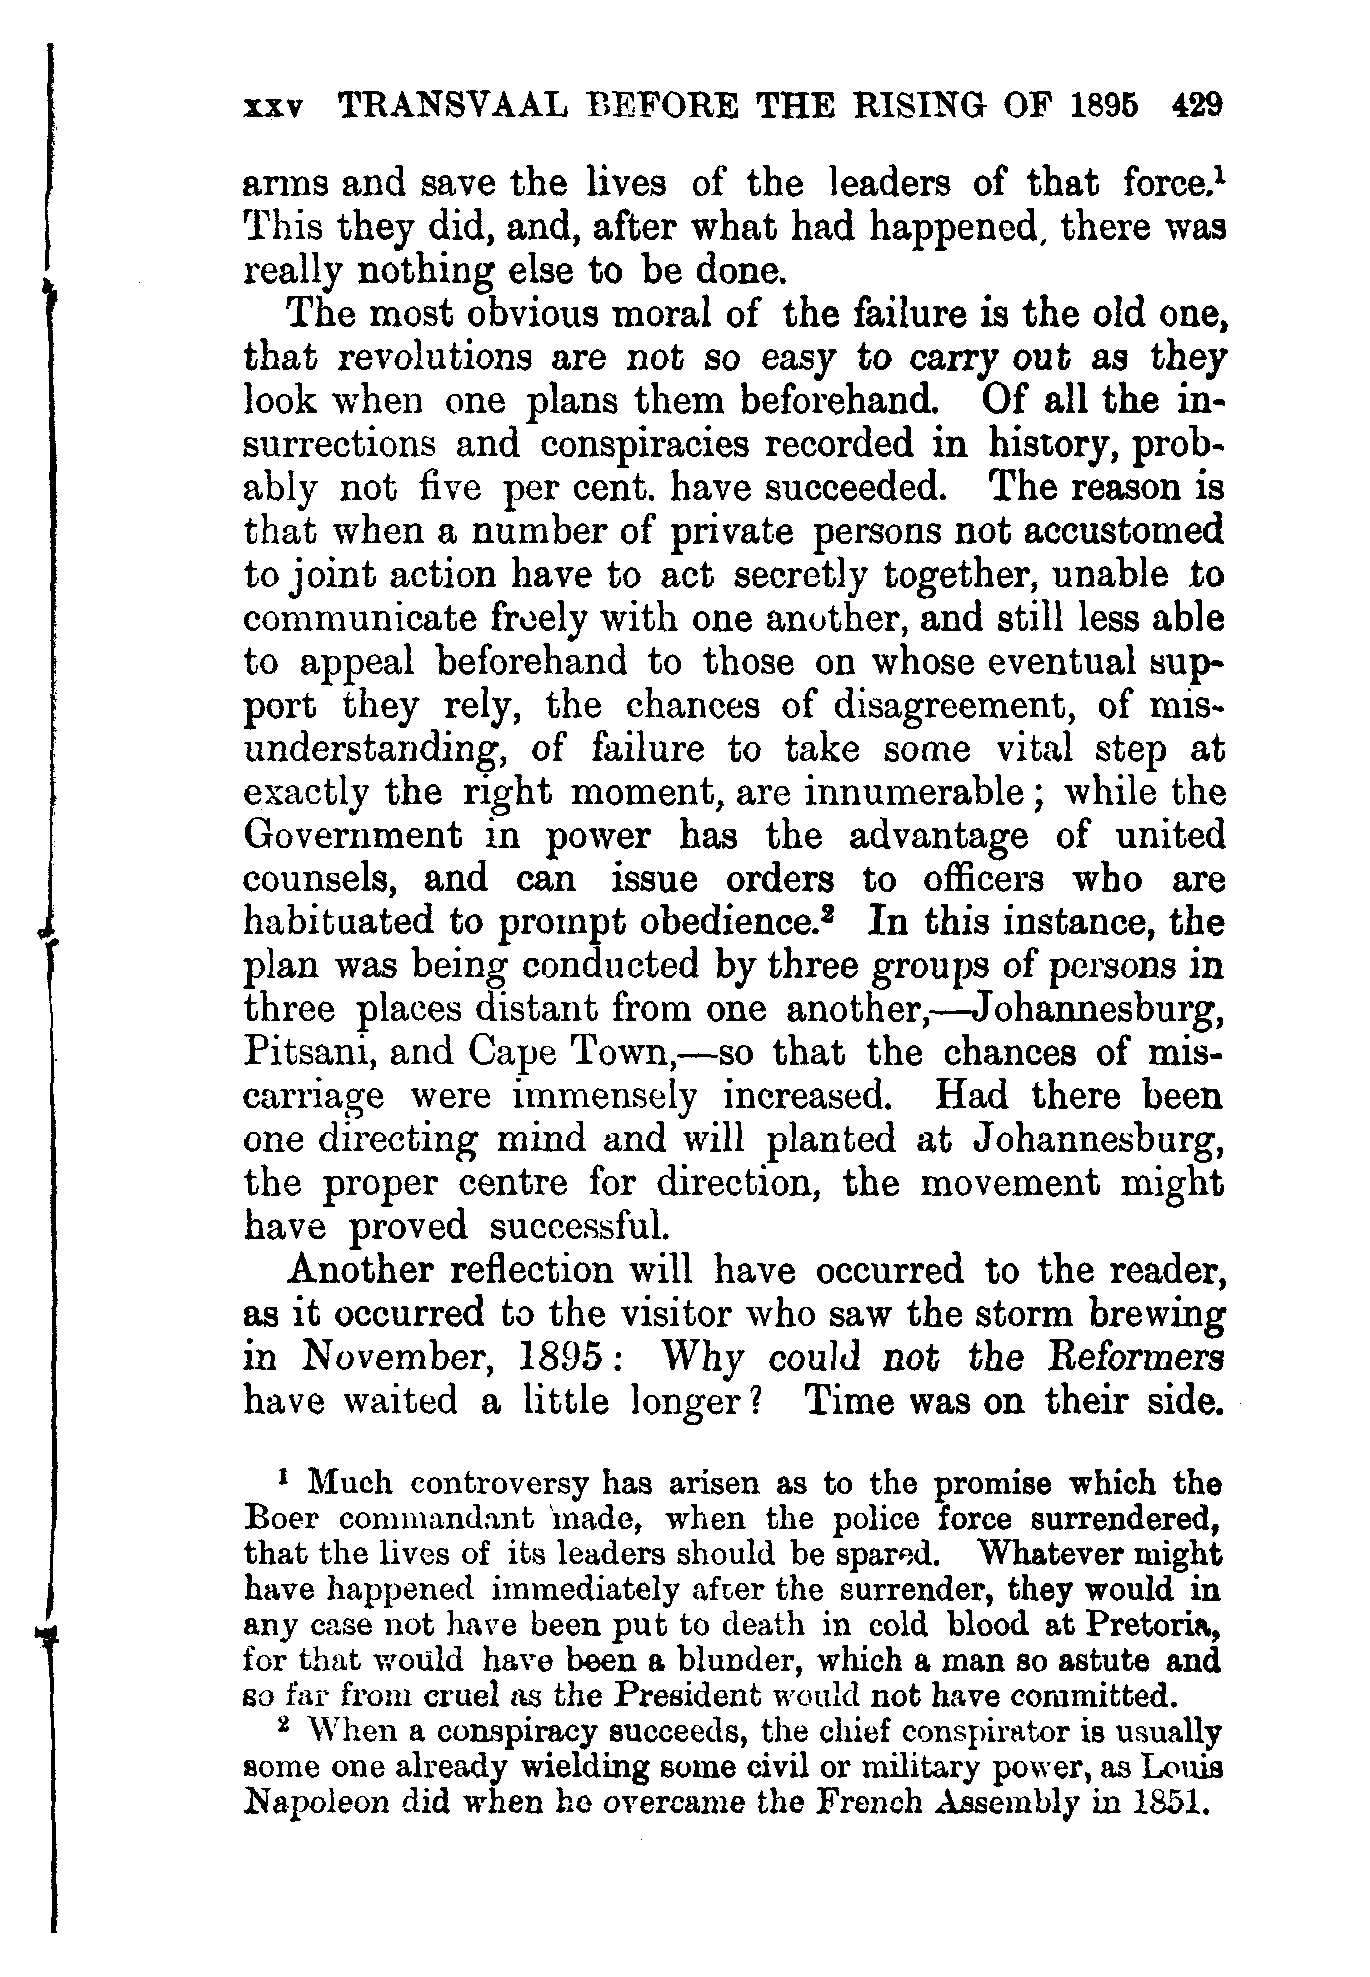 xxv TRANSVAAL BEFORE THE RISING OF 1895 429
arms and save the lives of the leaders of that force.¹
This they did, and, after what had happened, there was
really nothing else to be done.
The most obvious moral of the failure is the old one,
that revolutions are not so easy to carry out as they
look when one plans them beforehand. Of all the in-
surrections and conspiracies recorded in history, prob-
ably not five per cent. have succeeded. The reason is
that when a number of private persons not accustomed
to joint action have to act secretly together, unable to
communicate freely with one another, and still less able
to appeal beforehand to those on whose eventual sup-
port they rely, the chances of disagreement, of mis-
understanding, of failure to take some vital step at
exactly the right moment, are innumerable; while the
Government in power has the advantage of united
counsels, and can issue orders to officers who are
habituated to prompt obedience.² In this instance, the
plan was being conducted by three groups of persons in
three places distant from one another,—Johannesburg,
Pitsani, and Cape Town,—so that the chances of mis-
carriage were immensely increased. Had there been
one directing mind and will planted at Johannesburg,
the proper centre for direction, the movement might
have proved successful.
Another reflection will have occurred to the reader,
as it occurred to the visitor who saw the storm brewing
in November, 1895: Why could not the Reformers
have waited a little longer? Time was on their side.
¹ Much controversy has arisen as to the promise which the
Boer commandant made, when the police force surrendered,
that the lives of its leaders should be spared. Whatever might
have happened immediately after the surrender, they would in
any case not have been put to death in cold blood at Pretoria,
for that would have been a blunder, which a man so astute and
so far from cruel as the President would not have committed.
² When a conspiracy succeeds, the chief conspirator is usually
some one already wielding some civil or military power, as Louis
Napoleon did when he overcame the French Assembly in 1851.